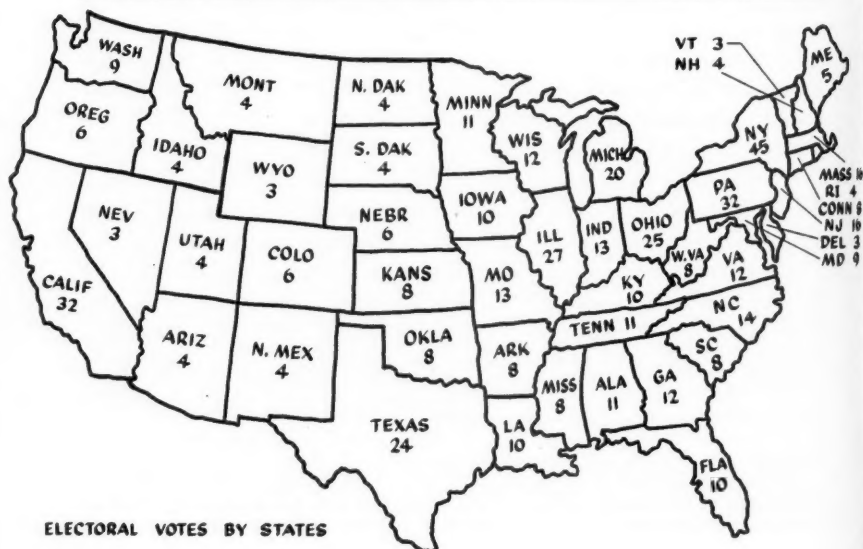 WASH
9
OREG
6
CALIF
32
NEV
3
IDAHO
4
MONT
4
WYO
3
UTAH
4
COLO
6
ARIZ
4
N. MEX
4
N. DAK
4
S. DAK
4
NEBR
6
KANS
8
OKLA
8
TEXAS
24
MINN
11
IOWA
10
MO
13
ARK
8
LA
10
WIS
12
ILL
27
MICH
20
IND
13
OHIO
25
KY
10
TENN 11
MISS
8
ALA
11
GA
12
FLA
10
SC
8
NC
14
VA
12
W.VA
8
PA
32
NY
45
VT 3
NH 4
ME
5
MASS 16
RI 4
CONN 8
NJ 16
DEL 3
MD 9
ELECTORAL VOTES BY STATES